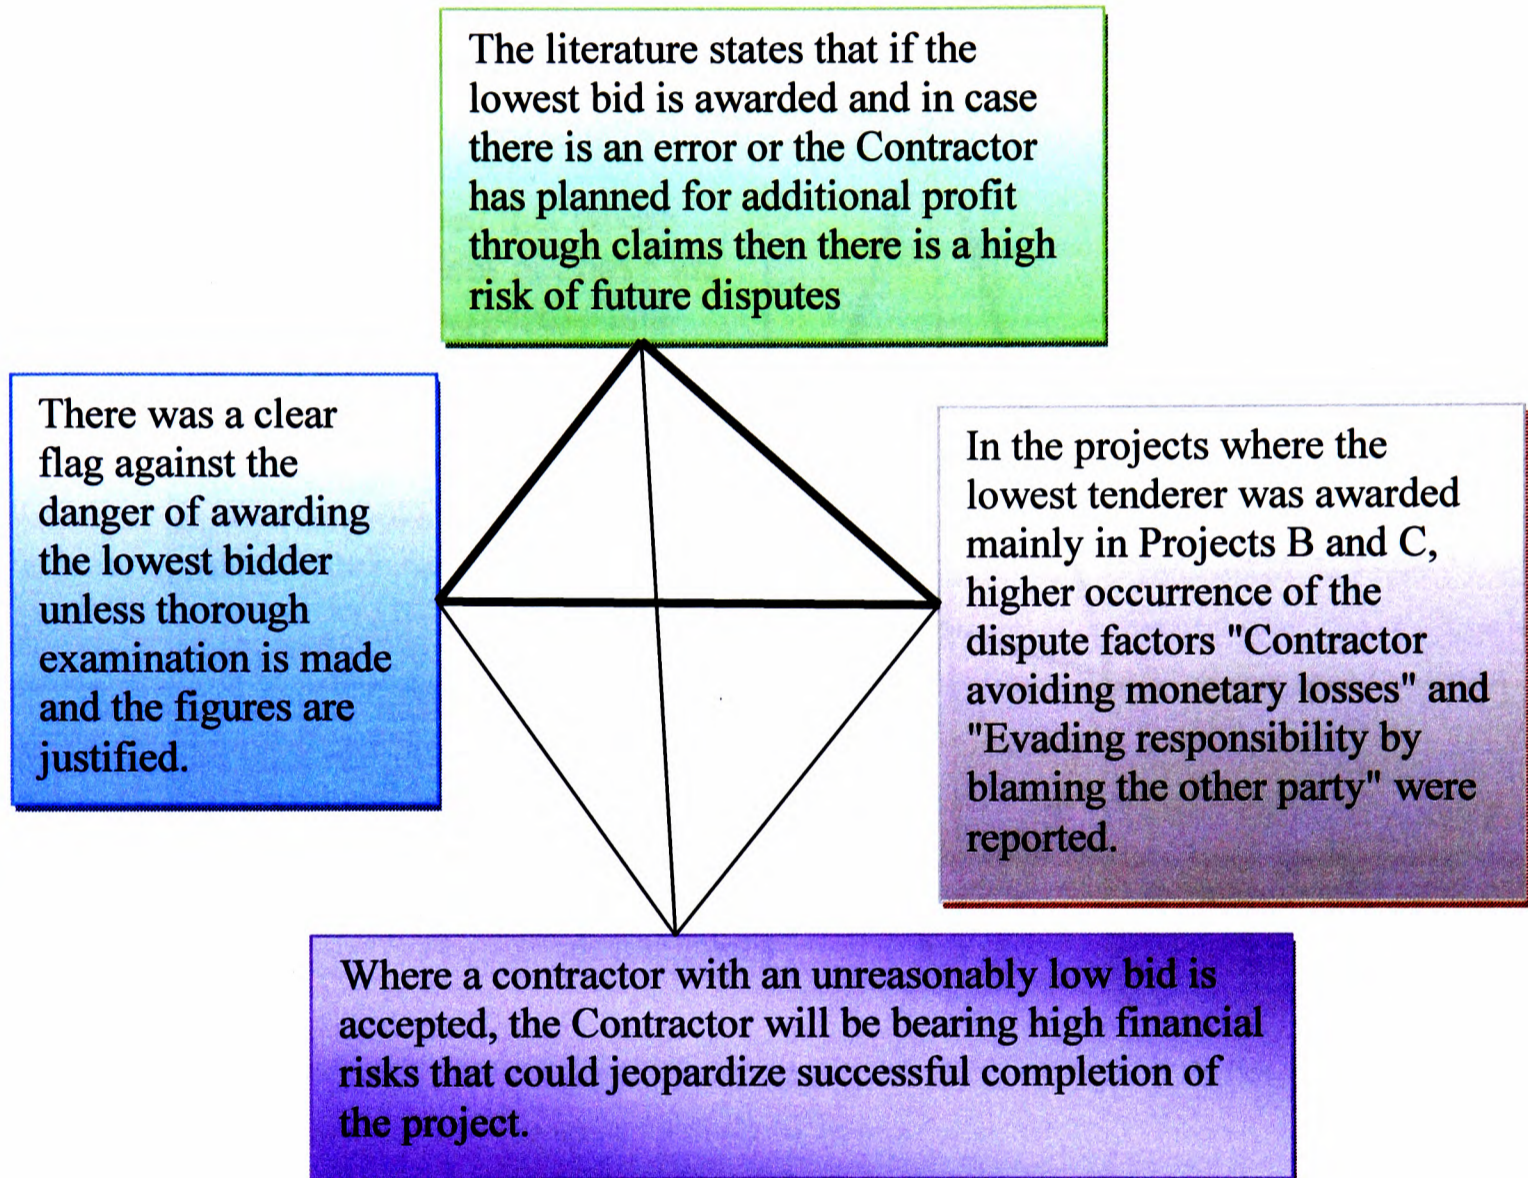 The literature states that if the
lowest bid is awarded and in case
there is an error or the Contractor
has planned for additional profit
through claims then there is a high
risk of future disputes
There was a clear
flag against the
danger of awarding
the lowest bidder
unless thorough
examination is made
and the figures are
justified.
In the projects where the
lowest tenderer was awarded
mainly in Projects B and C,
higher occurrence of the
dispute factors "Contractor
avoiding monetary losses" and
"Evading responsibility by
blaming the other party" were
reported.
Where a contractor with an unreasonably low bid is
accepted, the Contractor will be bearing high financial
risks that could jeopardize successful completion of
the project.